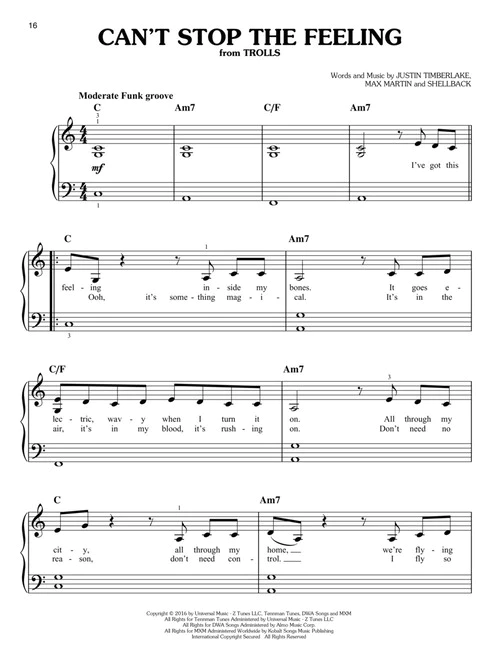 16
CAN'T STOP THE FEELING
from TROLLS
Words and Music by JUSTIN TIMBERLAKE,
MAX MARTIN and SHELLBACK
Moderate Funk groove
C Am7 C/F Am7
3
1
mf
I've got this
1
C Am7
1
feel - ing in - side my bones. It goes e -
Ooh, it's some - thing mag - i - cal. It's in the
3
C/F Am7
3
lec - tric, wav - y when I turn it on. All through my
air, it's in my blood, it's rush - ing on. Don't need no
C Am7
1
cit - y, all through my home, we're fly - ing
rea - son, don't need con - trol. I fly so
Copyright © 2016 by Universal Music - Z Tunes LLC, Tennman Tunes, DWA Songs and MXM
All Rights for Tennman Tunes Administered by Universal Music - Z Tunes LLC
All Rights for DWA Songs Administered by Almo Music Corp.
All Rights for MXM Administered Worldwide by Kobalt Songs Music Publishing
International Copyright Secured All Rights Reserved